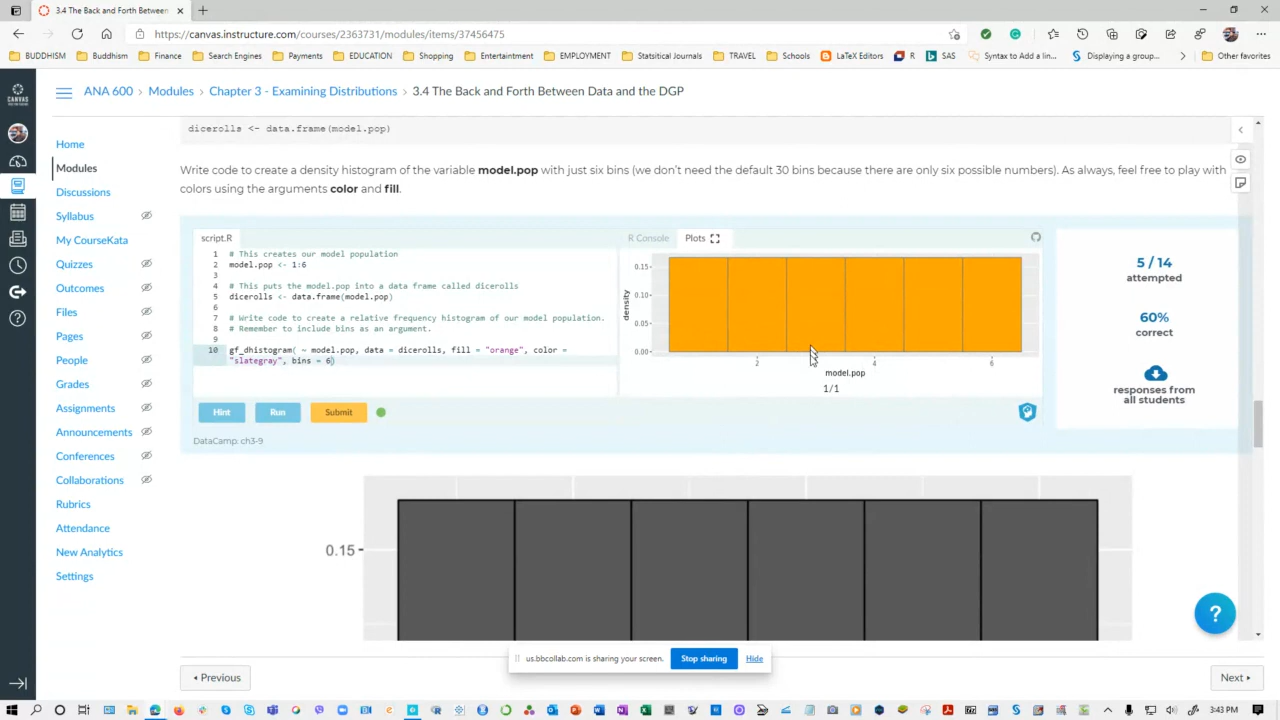 3.4 The Back and Forth Between
https://canvas.instructure.com/courses/2363731/modules/items/37456475
BUDDHISM Buddhism Finance Search Engines Payments EDUCATION Shopping Entertainment EMPLOYMENT Statsitical Journals TRAVEL Schools LaTeX Editors R SAS Syntax to Add a lin... Displaying a group... Other favorites
CANVAS
ANA 600 › Modules › Chapter 3 - Examining Distributions › 3.4 The Back and Forth Between Data and the DGP
Home
Modules
Discussions
Syllabus
My CourseKata
Quizzes
Outcomes
Files
Pages
People
Grades
Assignments
Announcements
Conferences
Collaborations
Rubrics
Attendance
New Analytics
Settings
dicerolls <- data.frame(model.pop)
Write code to create a density histogram of the variable model.pop with just six bins (we don't need the default 30 bins because there are only six possible numbers). As always, feel free to play with
colors using the arguments color and fill.
script.R
1 # This creates our model population
2 model.pop <- 1:6
3
4 # This puts the model.pop into a data frame called dicerolls
5 dicerolls <- data.frame(model.pop)
6
7 # Write code to create a relative frequency histogram of our model population.
8 # Remember to include bins as an argument.
9
10 gf_dhistogram( ~ model.pop, data = dicerolls, fill = "orange", color =
"slategray", bins = 6)
R Console Plots
0.15
0.10
0.05
0.00
density
2 4 6
model.pop
1/1
5 / 14
attempted
60%
correct
responses from
all students
Hint Run Submit
DataCamp: ch3-9
0.15
?
us.bbcollab.com is sharing your screen. Stop sharing Hide
Previous
Next
3:43 PM